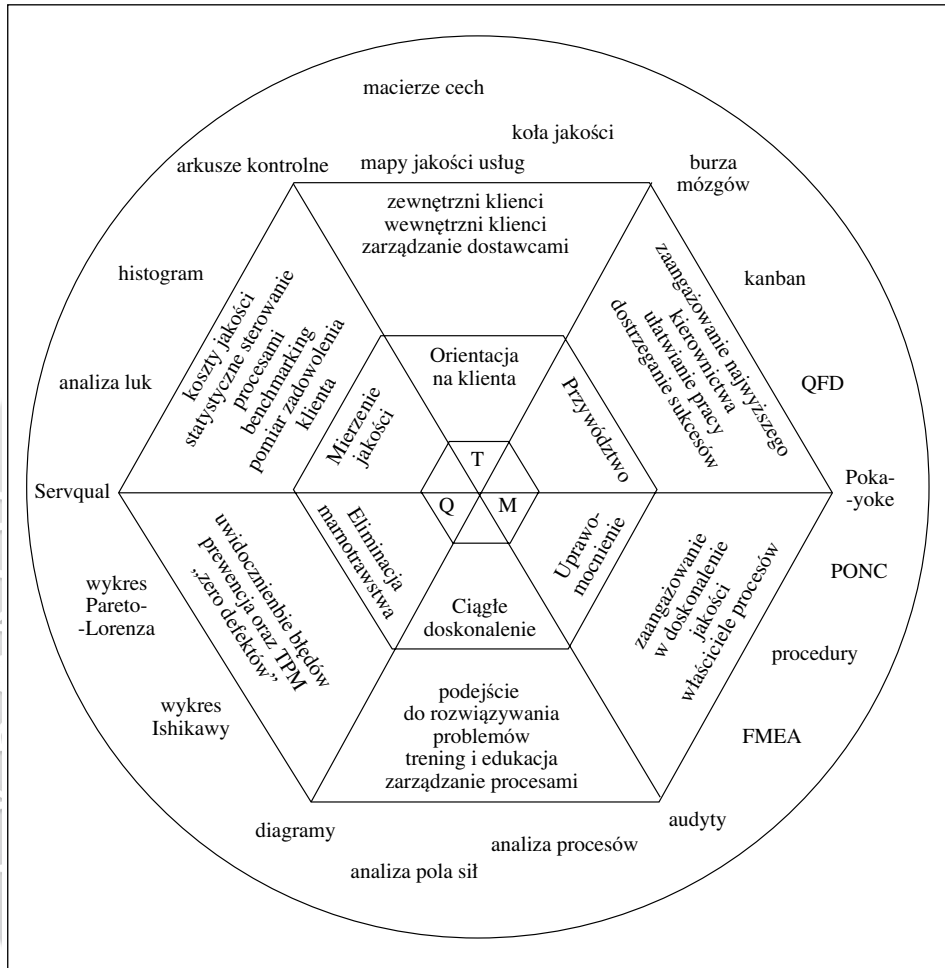 macierze cech
koła jakości
arkusze kontrolne
mapy jakości usług
burza
mózgów
zewnętrzni klienci
wewnętrzni klienci
zarządzanie dostawcami
histogram
kanban
koszty jakości
statystyczne sterowanie
procesami
benchmarking
pomiar zadowolenia
klienta
zaangażowanie najwyższego
kierownictwa
ułatwianie pracy
dostrzeganie sukcesów
analiza luk
QFD
Orientacja
na klienta
Mierzenie
jakości
Przywództwo
T
Q
M
Servqual
Poka-
-yoke
Eliminacja
marnotrawstwa
Uprawo-
mocnienie
Ciągłe
doskonalenie
uwidocznienbie błędów
prewencja oraz TPM
„zero defektów”
zaangażowanie
w doskonalenie
jakości
właściciele procesów
wykres
Pareto-
-Lorenza
PONC
procedury
wykres
Ishikawy
FMEA
podejście
do rozwiązywania
problemów
trening i edukacja
zarządzanie procesami
diagramy
audyty
analiza procesów
analiza pola sił